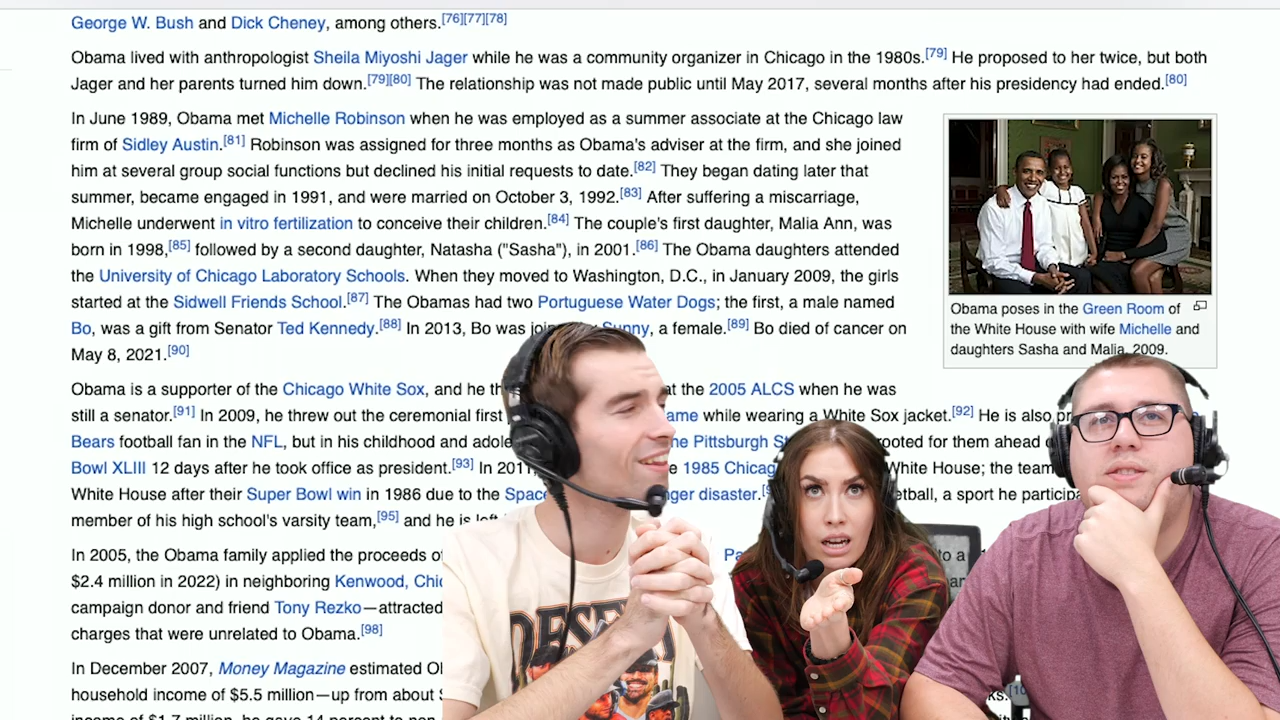 George W. Bush and Dick Cheney, among others.[76][77][78]
Obama lived with anthropologist Sheila Miyoshi Jager while he was a community organizer in Chicago in the 1980s.[79] He proposed to her twice, but both
Jager and her parents turned him down.[79][80] The relationship was not made public until May 2017, several months after his presidency had ended.[80]
In June 1989, Obama met Michelle Robinson when he was employed as a summer associate at the Chicago law
firm of Sidley Austin.[81] Robinson was assigned for three months as Obama's adviser at the firm, and she joined
him at several group social functions but declined his initial requests to date.[82] They began dating later that
summer, became engaged in 1991, and were married on October 3, 1992.[83] After suffering a miscarriage,
Michelle underwent in vitro fertilization to conceive their children.[84] The couple's first daughter, Malia Ann, was
born in 1998,[85] followed by a second daughter, Natasha ("Sasha"), in 2001.[86] The Obama daughters attended
the University of Chicago Laboratory Schools. When they moved to Washington, D.C., in January 2009, the girls
started at the Sidwell Friends School.[87] The Obamas had two Portuguese Water Dogs; the first, a male named
Bo, was a gift from Senator Ted Kennedy.[88] In 2013, Bo was Sunny, a female.[89] Bo died of cancer on
May 8, 2021.[90]
Obama poses in the Green Room of
the White House with wife Michelle and
daughters Sasha and Malia, 2009.
Obama is a supporter of the Chicago White Sox, and he at the 2005 ALCS when he was
still a senator.[91] In 2009, he threw out the ceremonial first while wearing a White Sox jacket.[92] He is also
Bears football fan in the NFL, but in his childhood and Pittsburgh rooted for them ahead
Bowl XLIII 12 days after he took office as president.[93] In 2011, 1985 White House; the team
White House after their Super Bowl win in 1986 due to the Space disaster. a sport he
member of his high school's varsity team,[95] and he is
In 2005, the Obama family applied the proceeds of to a
$2.4 million in 2022) in neighboring Kenwood,
campaign donor and friend Tony Rezko—attracted
charges that were unrelated to Obama.[98]
In December 2007, Money Magazine estimated
household income of $5.5 million—up from about
income of $1.7 million, he gave 14 percent to